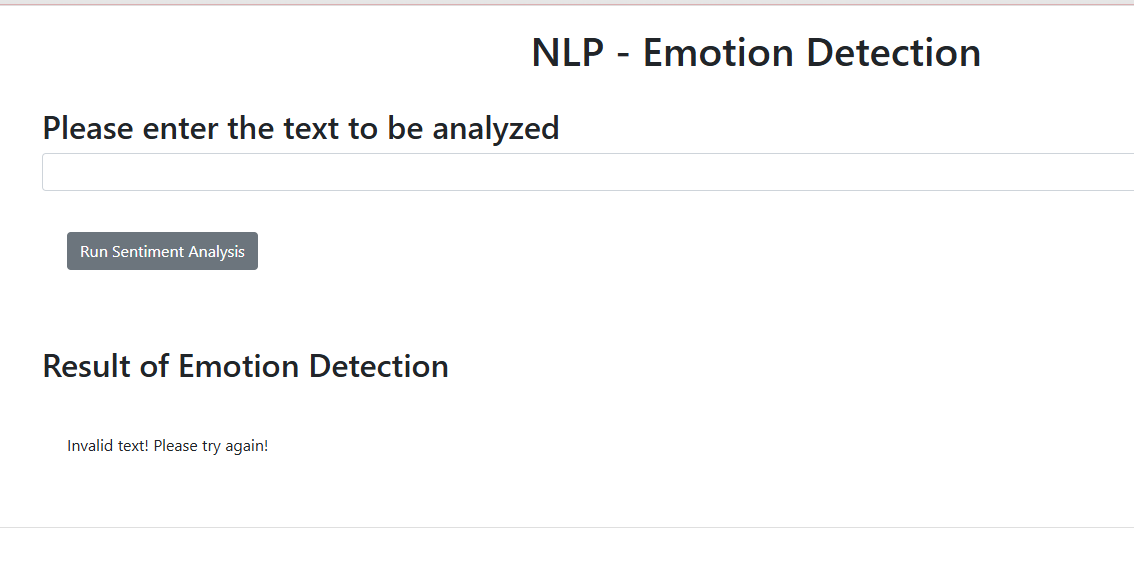 NLP - Emotion Detection
Please enter the text to be analyzed
Run Sentiment Analysis
Result of Emotion Detection
Invalid text! Please try again!